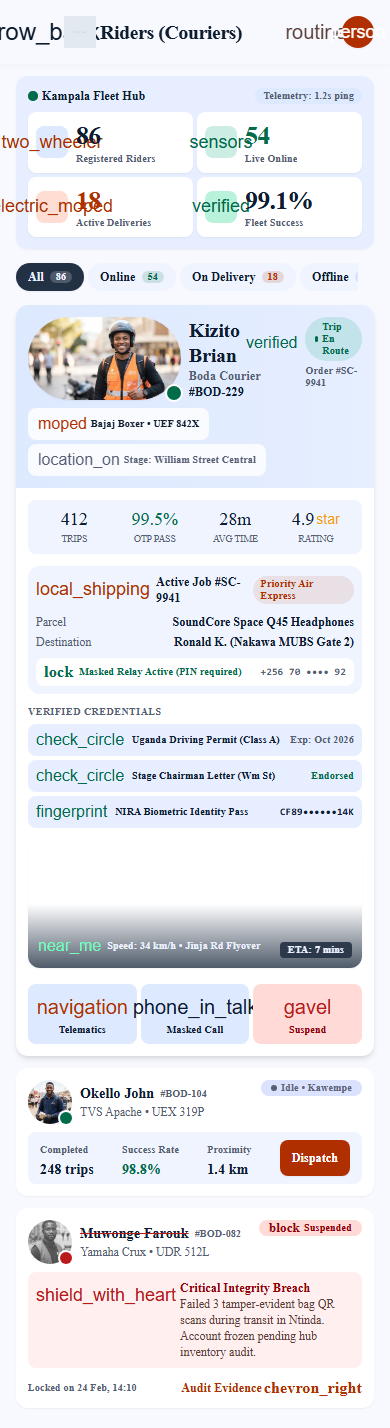 Riders (Couriers)
person
Kampala Fleet Hub
Telemetry: 1.2s ping
two_wheeler
86
Registered Riders
sensors
54
Live Online
electric_moped
18
Active Deliveries
verified
99.1%
Fleet Success
All 86
Online 54
On Delivery 18
Offline
Kizito Brian
verified
Boda Courier
#BOD-229
Trip En Route
Order #SC-9941
moped Bajaj Boxer • UEF 842X
location_on Stage: William Street Central
412
TRIPS
99.5%
OTP PASS
28m
AVG TIME
4.9 star
RATING
local_shipping Active Job #SC-9941
Priority Air Express
Parcel
SoundCore Space Q45 Headphones
Destination
Ronald K. (Nakawa MUBS Gate 2)
lock Masked Relay Active (PIN required)
+256 70 •••• 92
VERIFIED CREDENTIALS
check_circle Uganda Driving Permit (Class A) Exp: Oct 2026
check_circle Stage Chairman Letter (Wm St) Endorsed
fingerprint NIRA Biometric Identity Pass CF89••••••14K
near_me Speed: 34 km/h • Jinja Rd Flyover
ETA: 7 mins
navigation
Telematics
phone_in_talk
Masked Call
gavel
Suspend
Okello John #BOD-104
Idle • Kawempe
TVS Apache • UEX 319P
Completed
248 trips
Success Rate
98.8%
Proximity
1.4 km
Dispatch
Muwonge Farouk #BOD-082
block Suspended
Yamaha Crux • UDR 512L
shield_with_heart
Critical Integrity Breach
Failed 3 tamper-evident bag QR
scans during transit in Ntinda.
Account frozen pending hub
inventory audit.
Locked on 24 Feb, 14:10
Audit Evidence chevron_right